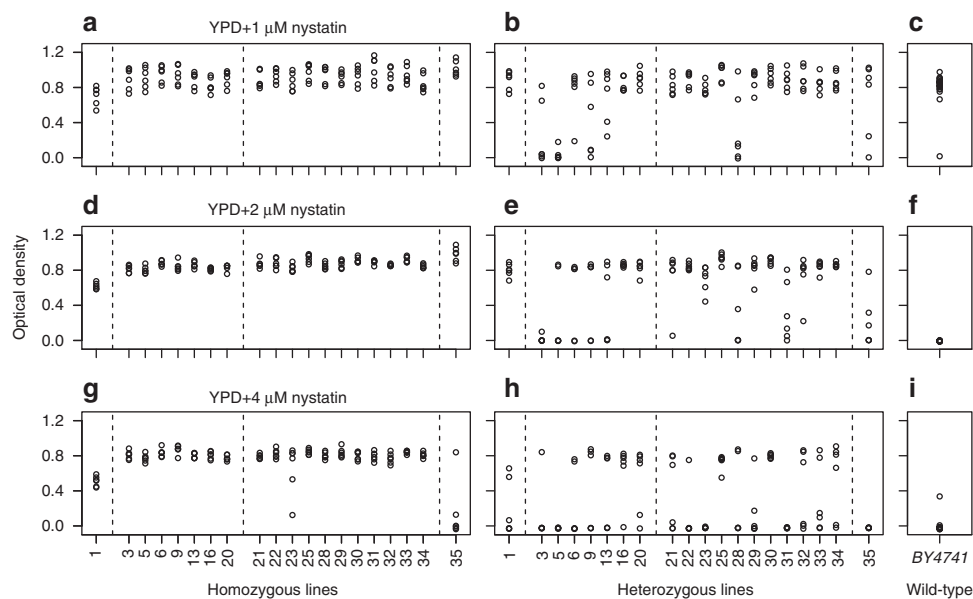 a b c
YPD+1 μM nystatin
1.2
0.8
0.4
0.0
d e f
YPD+2 μM nystatin
1.2
0.8
0.4
0.0
Optical density
g h i
YPD+4 μM nystatin
1.2
0.8
0.4
0.0
1 3 5 6 9 13 16 20 21 22 23 25 28 29 30 31 32 33 34 35
1 3 5 6 9 13 16 20 21 22 23 25 28 29 30 31 32 33 34 35
BY4741
Homozygous lines Heterozygous lines Wild-type